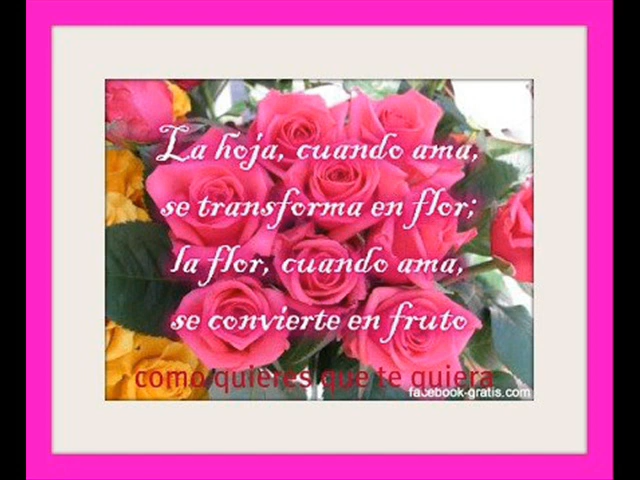 La hoja, cuando ama,
se transforma en flor;
la flor, cuando ama,
se convierte en fruto
como quieres que te quiera
facebook-gratis.com